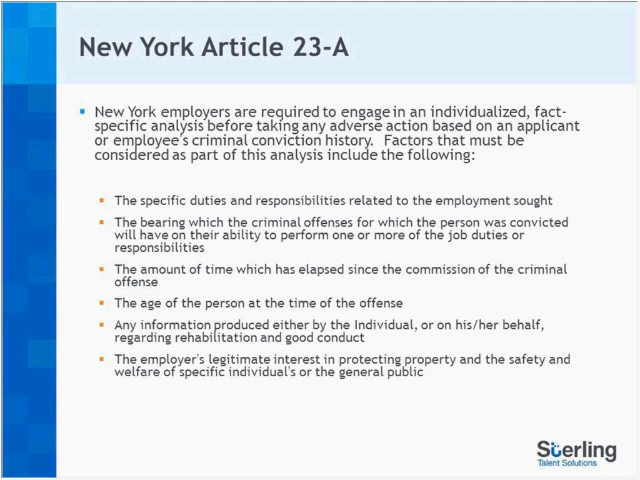 New York Article 23-A
New York employers are required to engage in an individualized, fact-
specific analysis before taking any adverse action based on an applicant
or employee's criminal conviction history. Factors that must be
considered as part of this analysis include the following:
The specific duties and responsibilities related to the employment sought
The bearing which the criminal offenses for which the person was convicted
will have on their ability to perform one or more of the job duties or
responsibilities
The amount of time which has elapsed since the commission of the criminal
offense
The age of the person at the time of the offense
Any information produced either by the Individual, or on his/her behalf,
regarding rehabilitation and good conduct
The employer's legitimate interest in protecting property and the safety and
welfare of specific individual's or the general public
Sterling
Talent Solutions